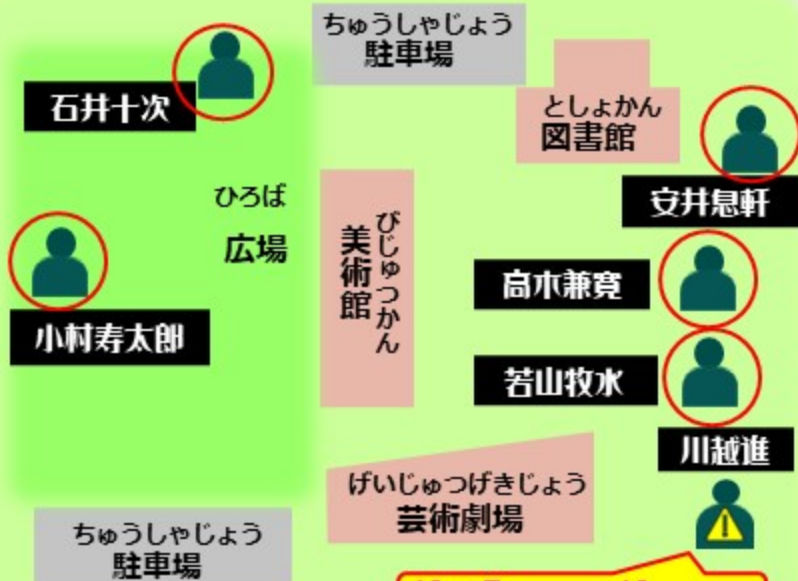 ちゅうしゃじょう
駐車場
石井十次
としょかん
図書館
安井息軒
ひろば
広場
びじゅつかん
美術館
高木兼寛
小村寿太郎
若山牧水
川越進
げいじゅつげきじょう
芸術劇場
ちゅうしゃじょう
駐車場